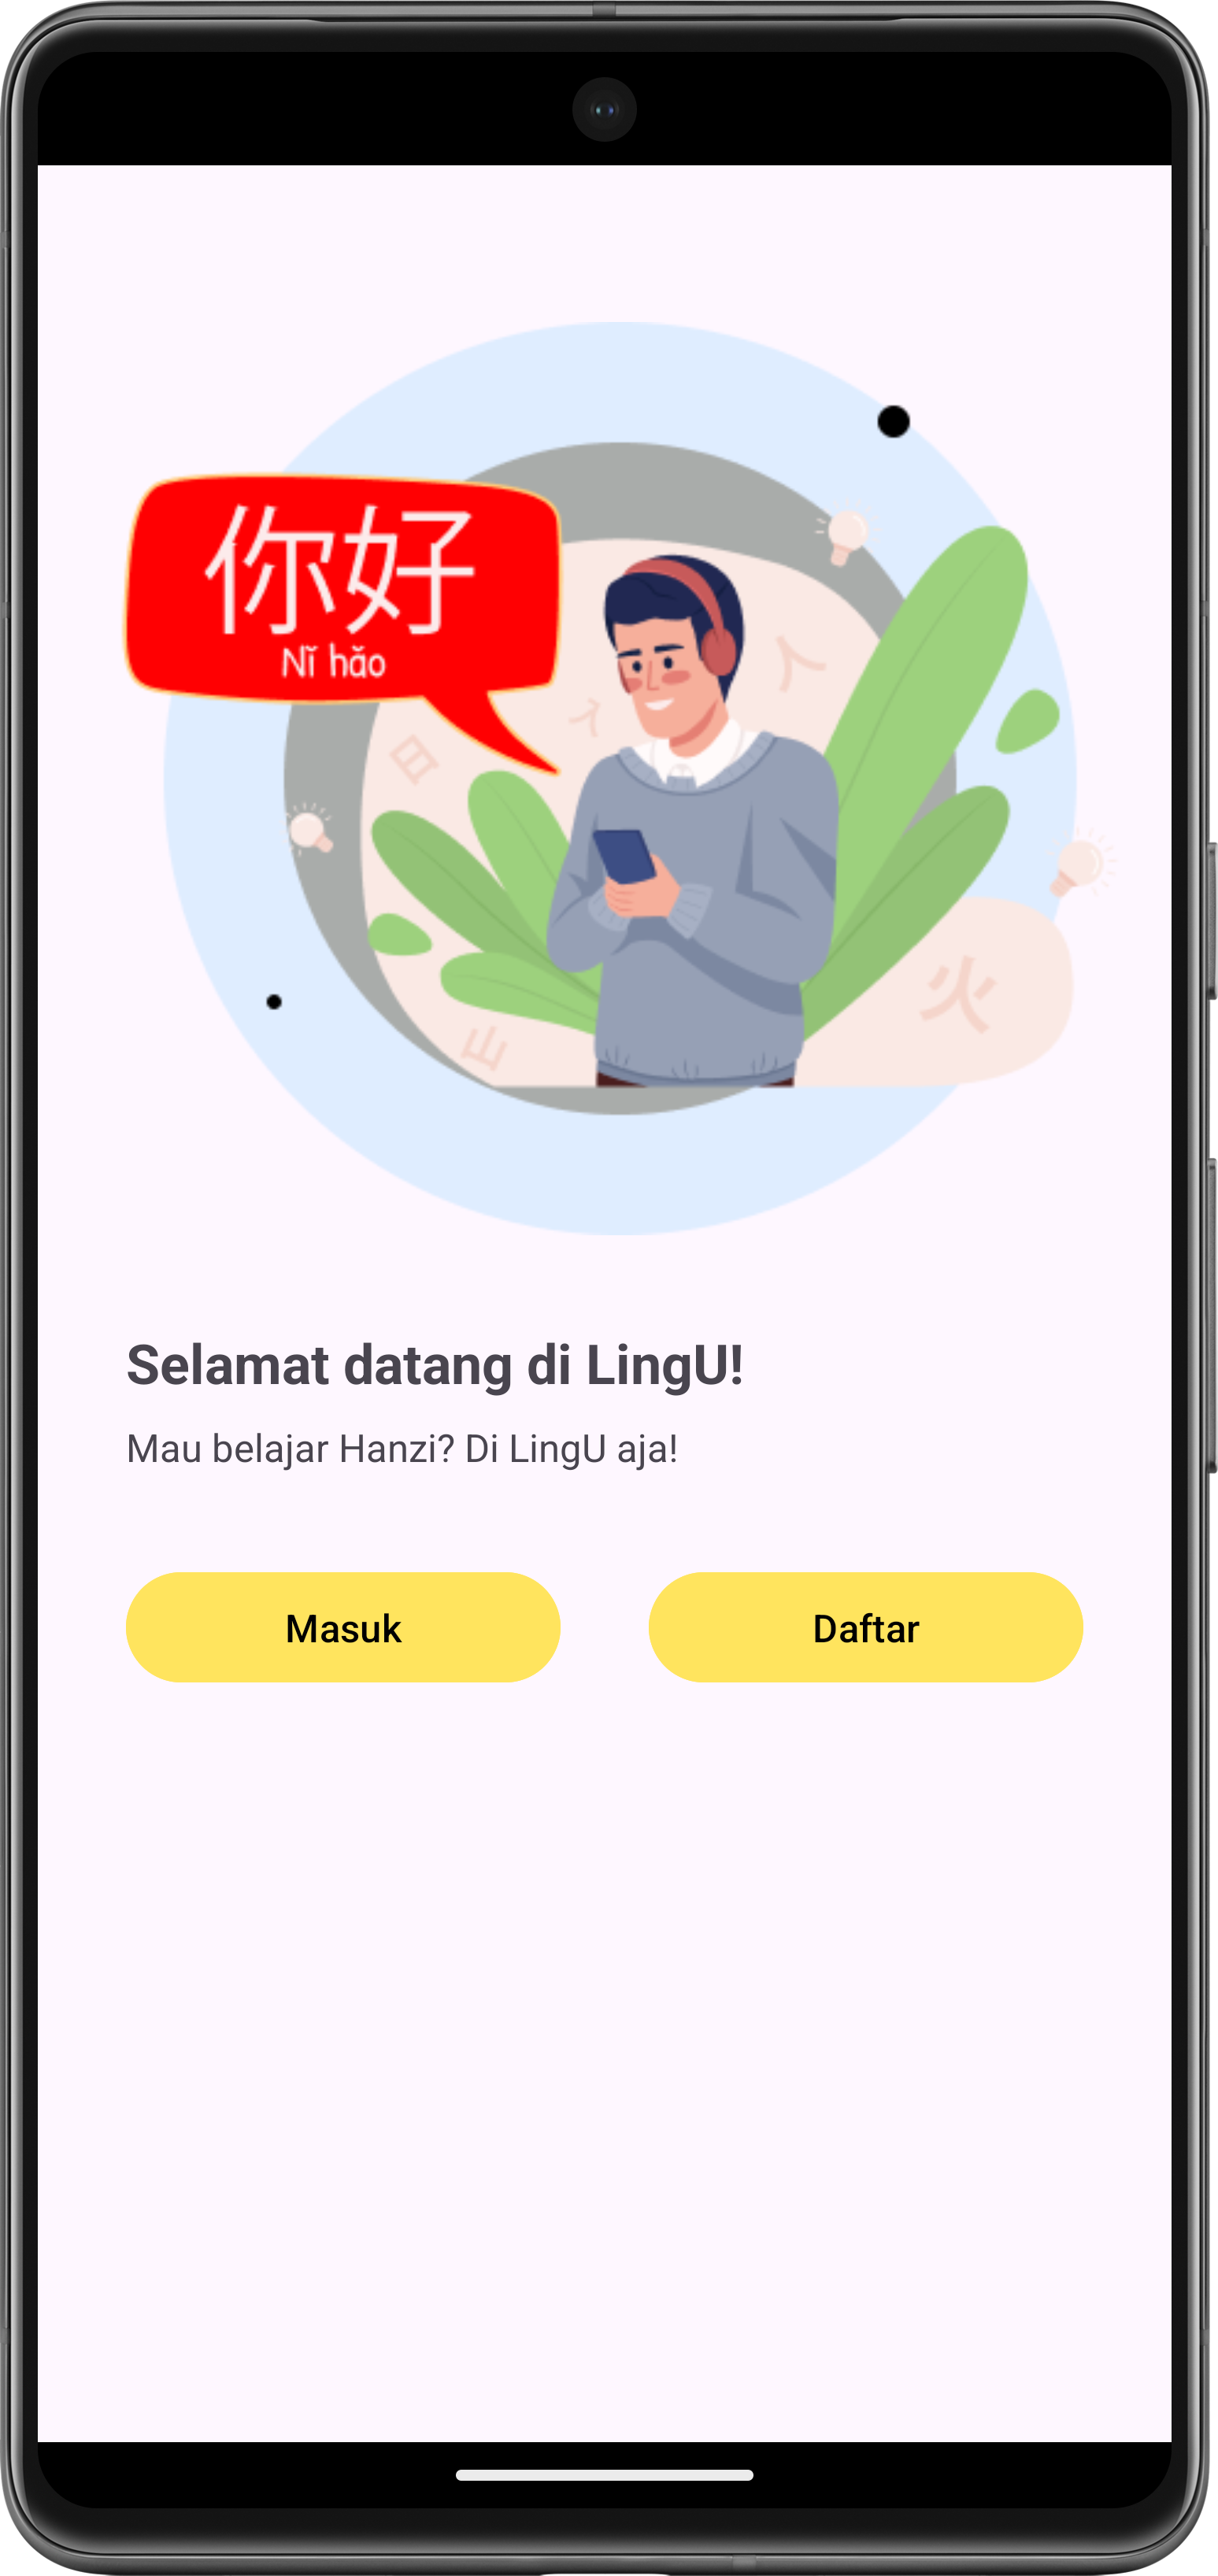 你好
Nǐ hǎo
人
入
日
火
山
Selamat datang di LingU!
Mau belajar Hanzi? Di LingU aja!
Masuk
Daftar